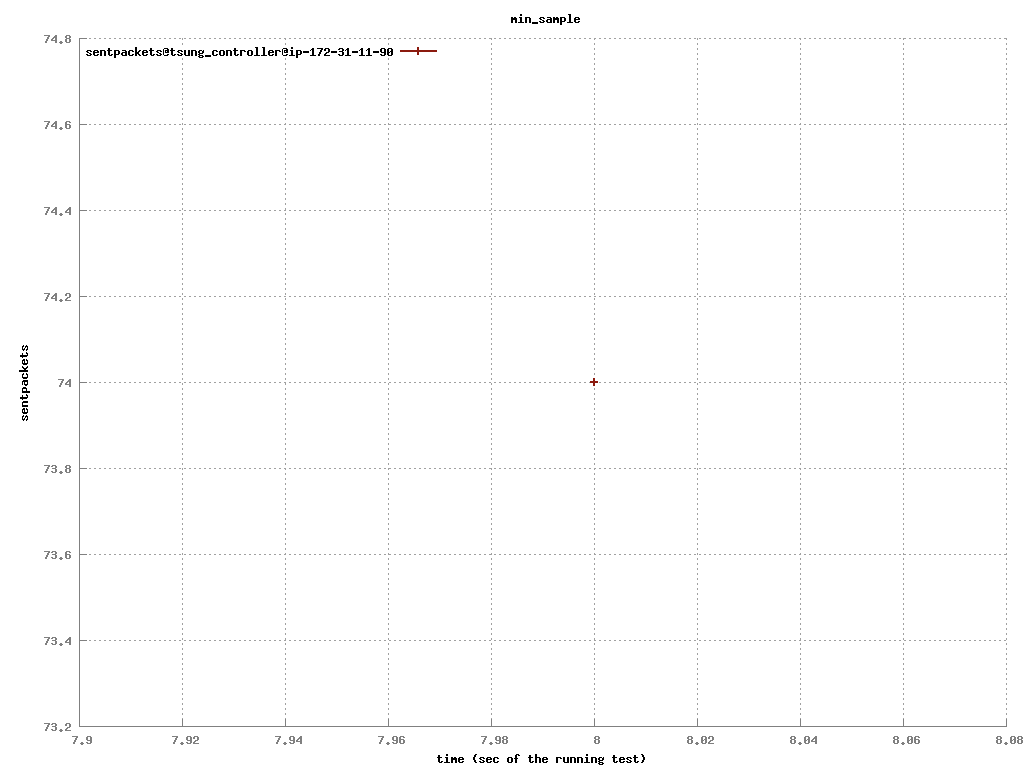 min_sample
74.8
sentpackets@tsung_controller@ip-172-31-11-90
74.6
74.4
74.2
74
73.8
73.6
73.4
73.2
sentpackets
7.9 7.92 7.94 7.96 7.98 8 8.02 8.04 8.06 8.08
time (sec of the running test)